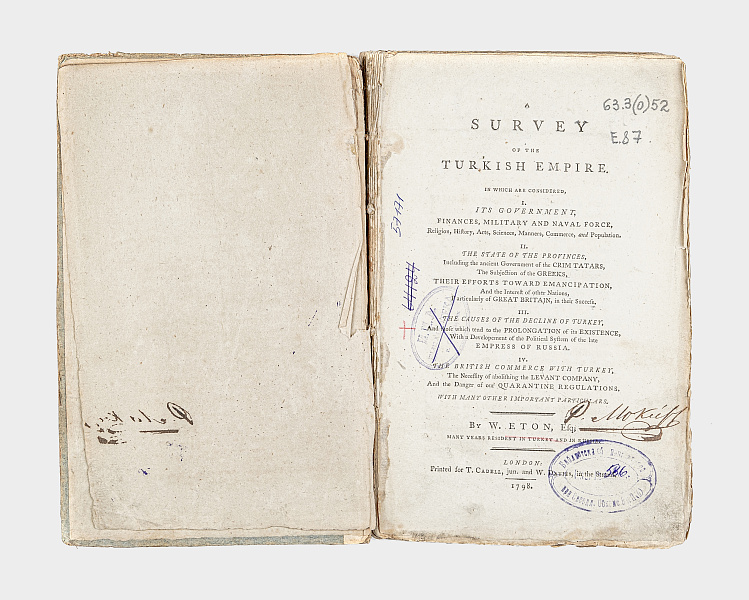 63.3(0)52
E.87
A
SURVEY
OF THE
TURKISH EMPIRE.
IN WHICH ARE CONSIDERED,
I.
ITS GOVERNMENT,
FINANCES, MILITARY AND NAVAL FORCE,
Religion, History, Arts, Sciences, Manners, Commerce, and Population.
II.
THE STATE OF THE PROVINCES,
Including the ancient Government of the CRIM TATARS,
The Subjection of the GREEKS,
THEIR EFFORTS TOWARD EMANCIPATION,
And the Interest of other Nations,
Particularly of GREAT BRITAIN, in their Success.
III.
THE CAUSES OF THE DECLINE OF TURKEY,
And those which tend to the PROLONGATION of its EXISTENCE,
With a Developement of the Political System of the late
EMPRESS OF RUSSIA.
IV.
THE BRITISH COMMERCE WITH TURKEY,
The Necessity of abolishing the LEVANT COMPANY,
And the Danger of our QUARANTINE REGULATIONS.
WITH MANY OTHER IMPORTANT PARTICULARS.
BY W. ETON, Esq;
MANY YEARS RESIDENT IN TURKEY AND IN RUSSIA.
LONDON:
Printed for T. CADELL, jun. and W. DAVIES, in the Strand.
1798.
586.